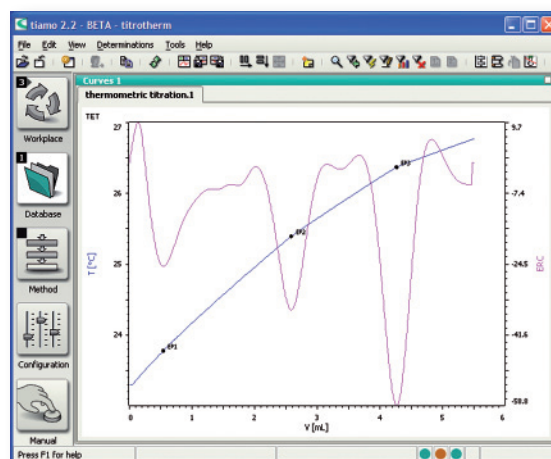 tiamo 2.2 - BETA - titrotherm
File Edit View Determinations Tools Help
3
Workplace
1
Database
Method
Configuration
Manual
Curves 1
thermometric titration.1
TET
27
26
25
24
T [°C]
9.7
-7.4
-24.5
-41.6
-58.8
ERC
EP1
EP2
EP3
0 1 2 3 4 5 6
V [mL]
Press F1 for help